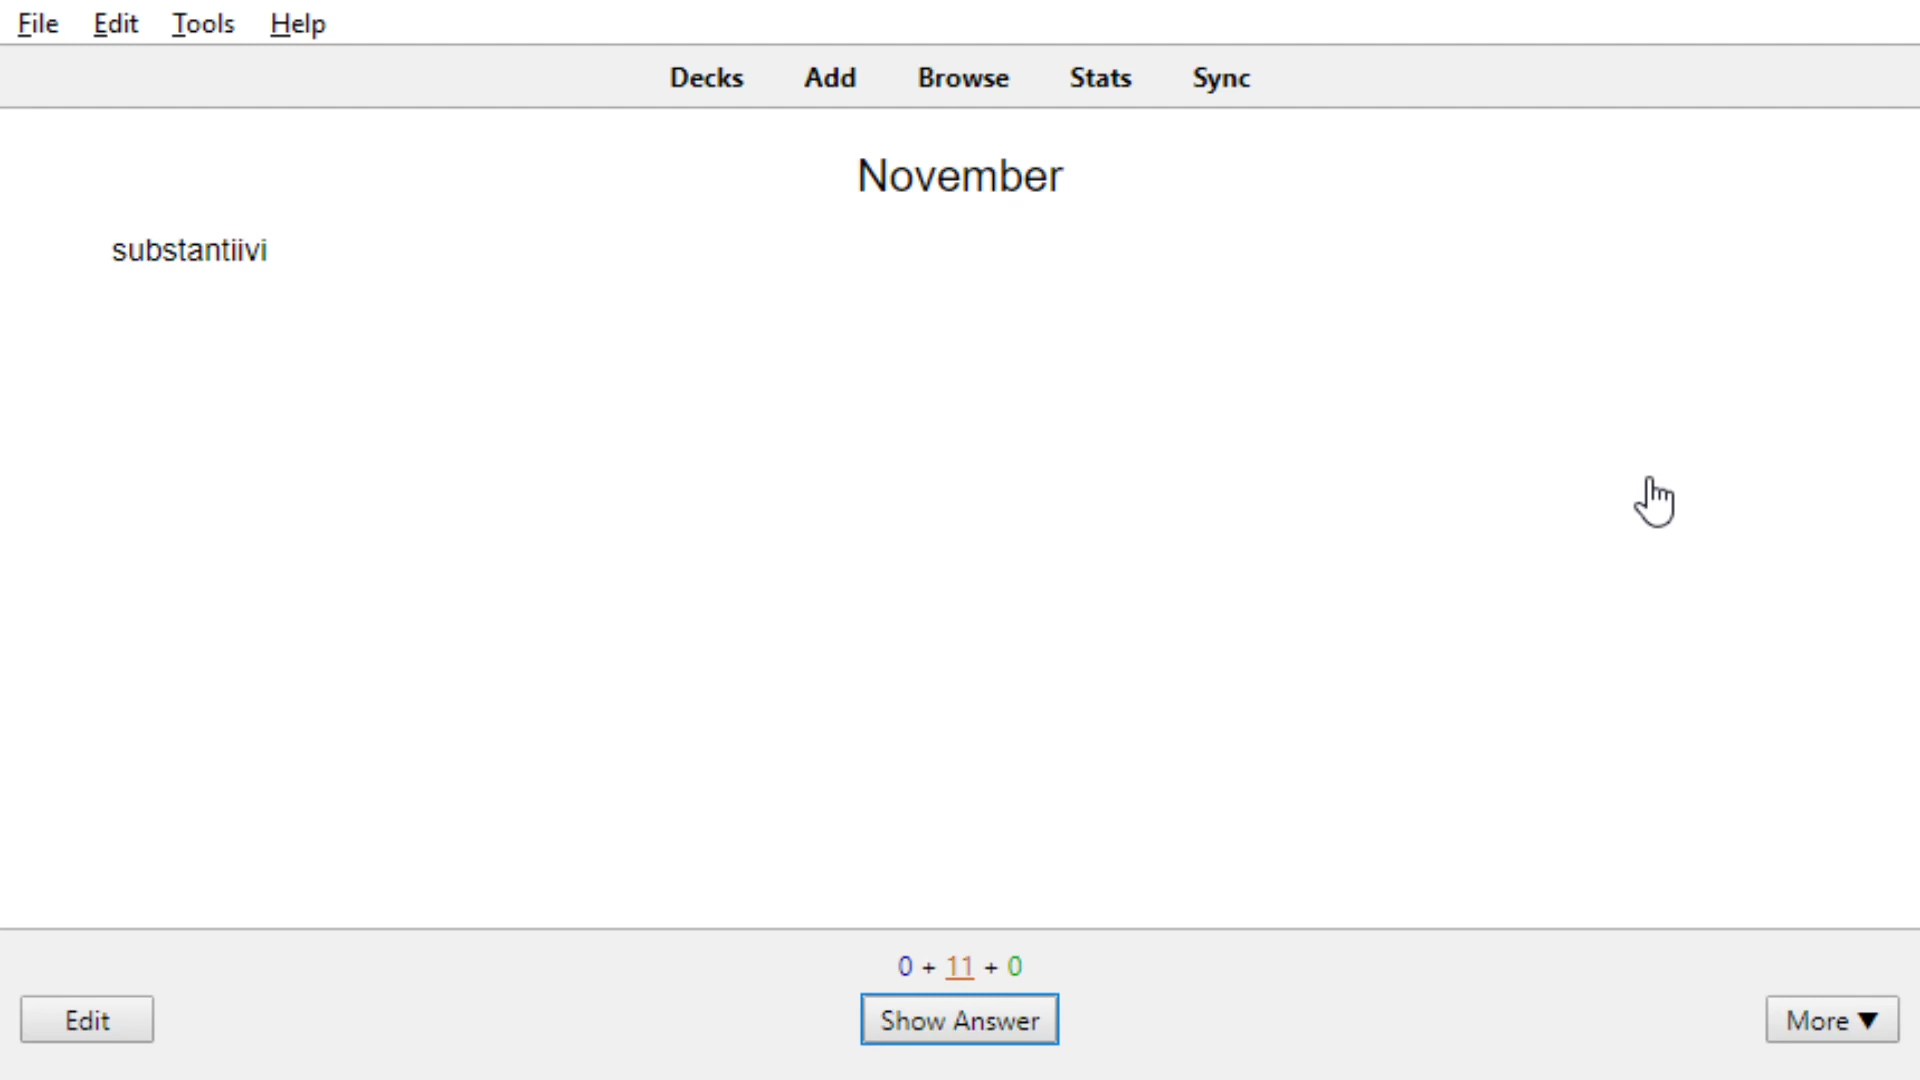 File Edit Tools Help
Decks Add Browse Stats Sync
November
substantiivi
0 + 11 + 0
Edit Show Answer More ▼